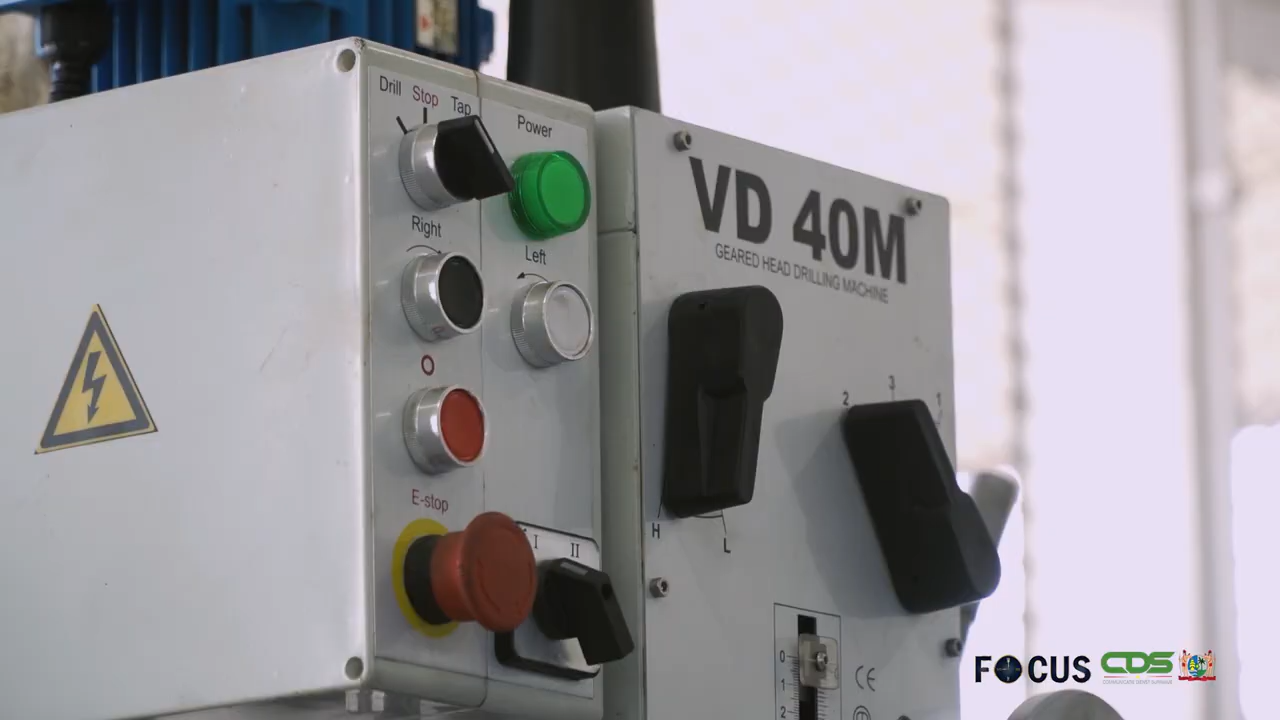 Drill Stop Tap
Power
Right
Left
O
E-stop
I II
VD 40M
GEARED HEAD DRILLING MACHINE
H L
2 3 1
0
1
2
CE
FOCUS
CDS